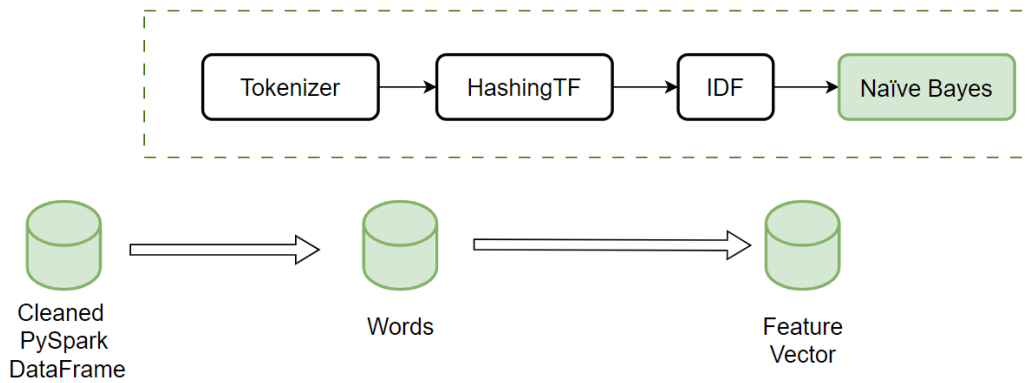 Tokenizer
HashingTF
IDF
Naïve Bayes
Cleaned
PySpark
DataFrame
Words
Feature
Vector